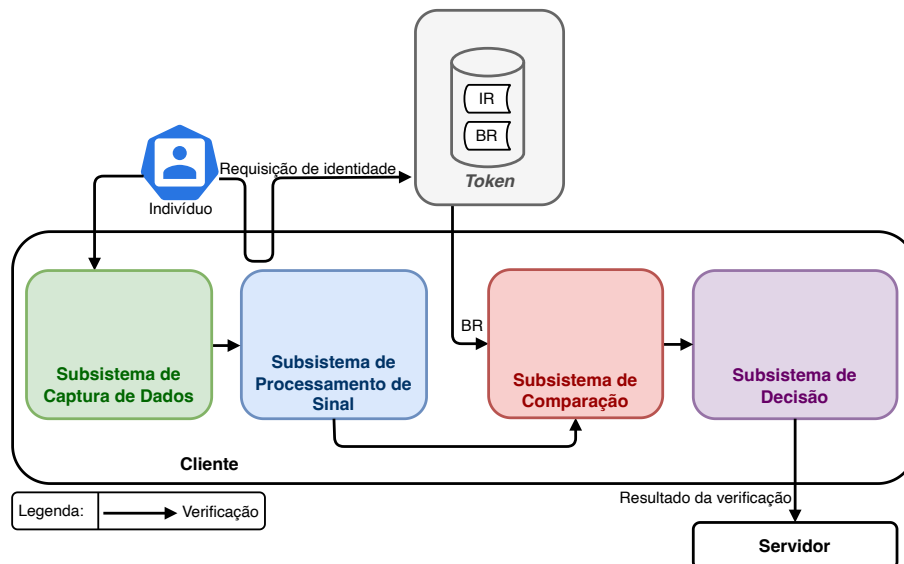 IR
BR
Token
Requisição de identidade
Indivíduo
BR
Subsistema de
Captura de Dados
Subsistema de
Processamento de
Sinal
Subsistema de
Comparação
Subsistema de
Decisão
Cliente
Legenda:
Verificação
Resultado da verificação
Servidor